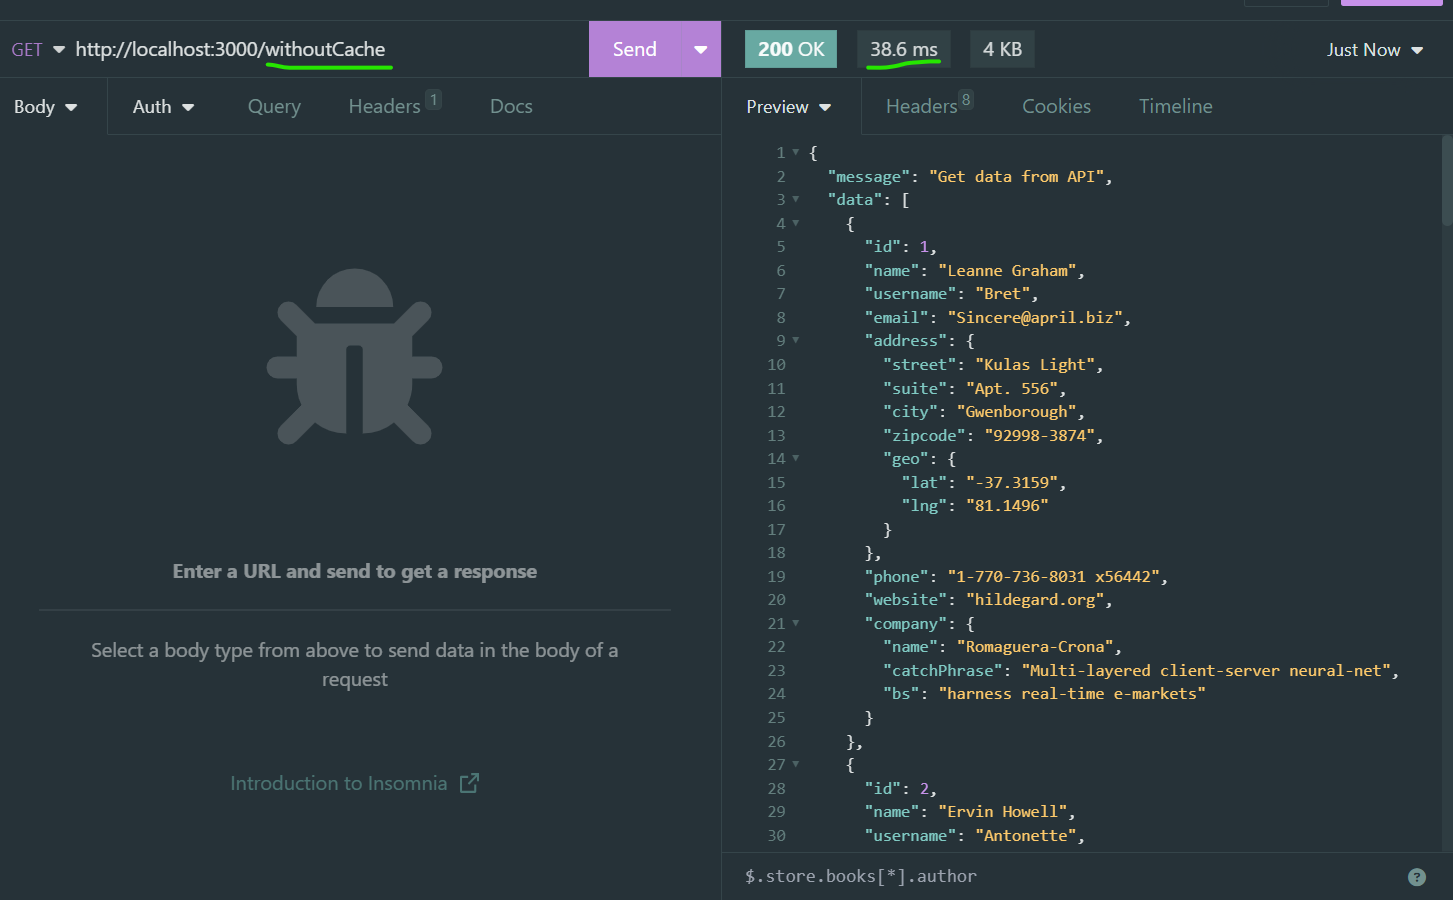 GET http://localhost:3000/withoutCache Send 200 OK 38.6 ms 4 KB Just Now
Body Auth Query Headers 1 Docs Preview Headers 8 Cookies Timeline
1 {
2 "message": "Get data from API",
3 "data": [
4 {
5 "id": 1,
6 "name": "Leanne Graham",
7 "username": "Bret",
8 "email": "Sincere@april.biz",
9 "address": {
10 "street": "Kulas Light",
11 "suite": "Apt. 556",
12 "city": "Gwenborough",
13 "zipcode": "92998-3874",
14 "geo": {
15 "lat": "-37.3159",
16 "lng": "81.1496"
17 }
18 },
19 "phone": "1-770-736-8031 x56442",
20 "website": "hildegard.org",
21 "company": {
22 "name": "Romaguera-Crona",
23 "catchPhrase": "Multi-layered client-server neural-net",
24 "bs": "harness real-time e-markets"
25 }
26 },
27 {
28 "id": 2,
29 "name": "Ervin Howell",
30 "username": "Antonette",
Enter a URL and send to get a response
Select a body type from above to send data in the body of a
request
Introduction to Insomnia
$.store.books[*].author ?